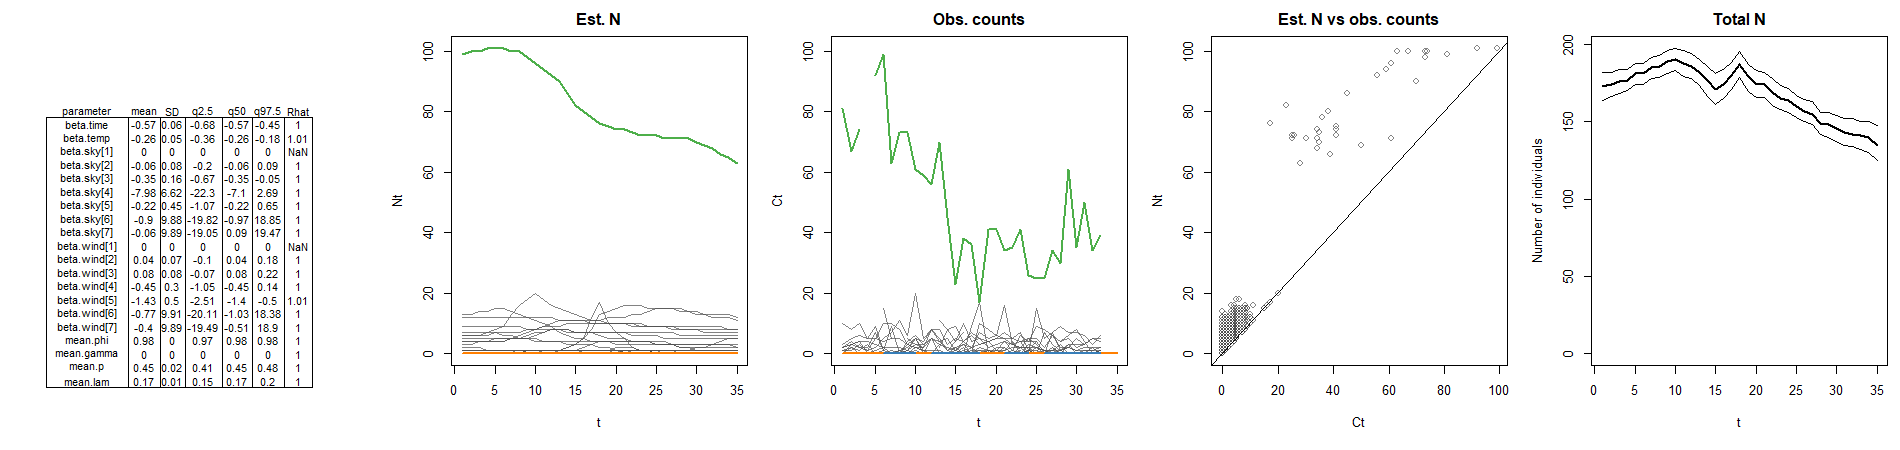 parameter mean SD q2.5 q50 q97.5 Rhat
beta.time -0.57 0.06 -0.68 -0.57 -0.45 1
beta.temp -0.26 0.05 -0.36 -0.26 -0.18 1.01
beta.sky[1] 0 0 0 0 0 NaN
beta.sky[2] -0.06 0.08 -0.2 -0.06 0.09 1
beta.sky[3] -0.35 0.16 -0.67 -0.35 -0.05 1
beta.sky[4] -7.98 6.62 -22.3 -7.1 2.69 1
beta.sky[5] -0.22 0.45 -1.07 -0.22 0.65 1
beta.sky[6] -0.9 9.88 -19.82 -0.97 18.85 1
beta.sky[7] -0.06 9.89 -19.05 0.09 19.47 1
beta.wind[1] 0 0 0 0 0 NaN
beta.wind[2] 0.04 0.07 -0.1 0.04 0.18 1
beta.wind[3] 0.08 0.08 -0.07 0.08 0.22 1
beta.wind[4] -0.45 0.3 -1.05 -0.45 0.14 1
beta.wind[5] -1.43 0.5 -2.51 -1.4 -0.5 1.01
beta.wind[6] -0.77 9.91 -20.11 -1.03 18.38 1
beta.wind[7] -0.4 9.89 -19.49 -0.51 18.9 1
mean.phi 0.98 0 0.97 0.98 0.98 1
mean.gamma 0 0 0 0 0 1
mean.p 0.45 0.02 0.41 0.45 0.48 1
mean.lam 0.17 0.01 0.15 0.17 0.2 1
Est. N
Nt
100
80
60
40
20
0
0 5 10 15 20 25 30 35
t
Obs. counts
Ct
100
80
60
40
20
0
0 5 10 15 20 25 30 35
t
Est. N vs obs. counts
Nt
100
80
60
40
20
0
0 20 40 60 80 100
Ct
Total N
Number of individuals
200
150
100
50
0
0 5 10 15 20 25 30 35
t